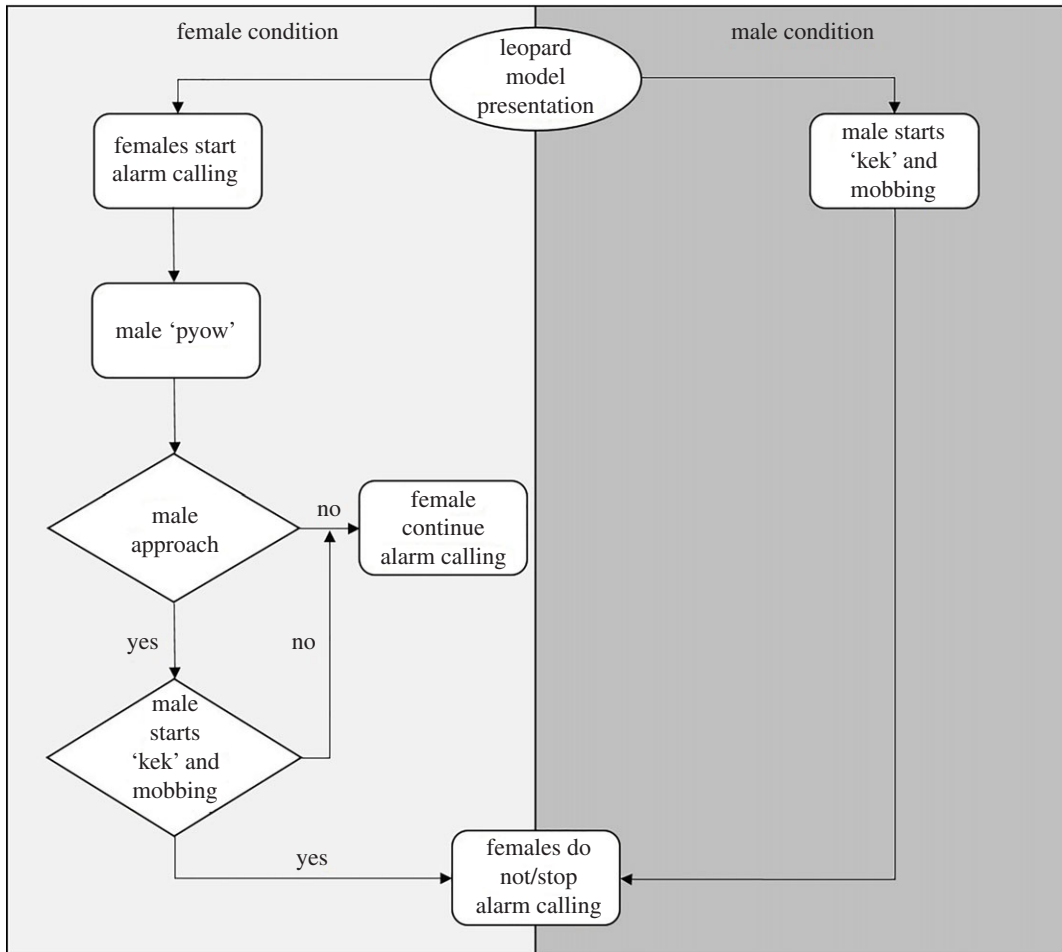 female condition
male condition
leopard
model
presentation
females start
alarm calling
male starts
‘kek’ and
mobbing
male ‘pyow’
male
approach
no
female
continue
alarm calling
yes
no
male
starts
‘kek’ and
mobbing
yes
females do
not/stop
alarm calling